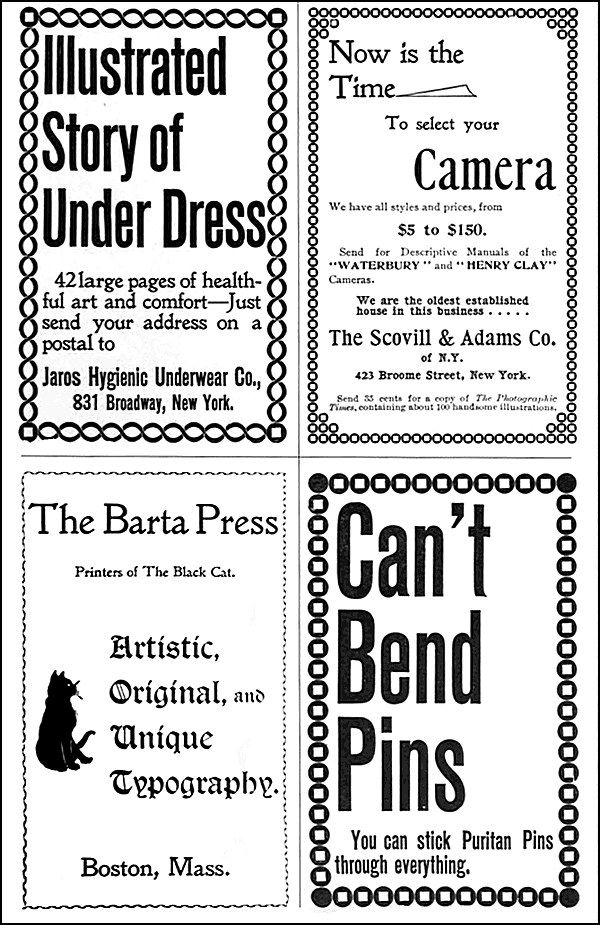 Illustrated
Story of
Under Dress
42 large pages of health-
ful art and comfort—Just
send your address on a
postal to
Jaros Hygienic Underwear Co.,
831 Broadway, New York.
Now is the
Time
To select your
Camera
We have all styles and prices, from
$5 to $150.
Send for Descriptive Manuals of the
"WATERBURY" and "HENRY CLAY"
Cameras.
We are the oldest established
house in this business . . . . .
The Scovill & Adams Co.
of N.Y.
423 Broome Street, New York.
Send 35 cents for a copy of The Photographic
Times, containing about 100 handsome illustrations.
The Barta Press
Printers of The Black Cat.
Artistic,
Original, and
Unique
Typography.
Boston, Mass.
Can't
Bend
Pins
You can stick Puritan Pins
through everything.